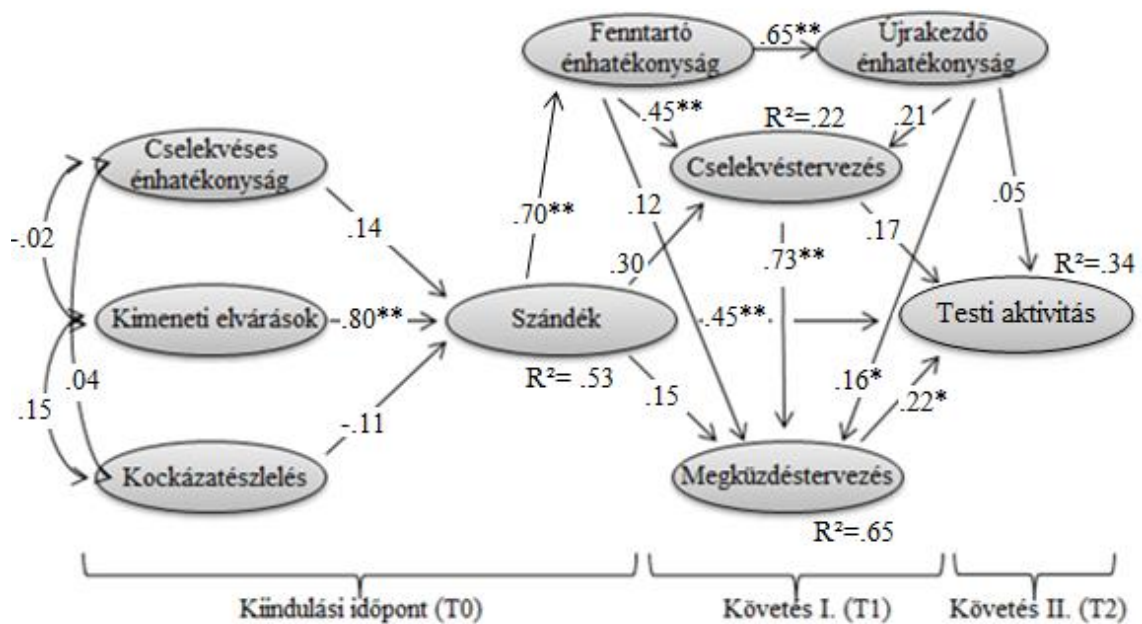 Fenntartó
énhatékonyság
.65**
Újrakezdő
énhatékonyság
.45**
R²=.22
.21
Cselekvéses
énhatékonyság
Cselekvéstervezés
-.02
.14
.70**
.12
.30
.73**
.17
.05
R²=.34
Kimeneti elvárások
-.80**
Szándék
.45**
Testi aktivitás
R²= .53
.15
.04
-.11
.15
.16*
.22*
Kockázatészlelés
Megküzdéstervezés
R²=.65
Kiindulási időpont (T0)
Követés I. (T1)
Követés II. (T2)